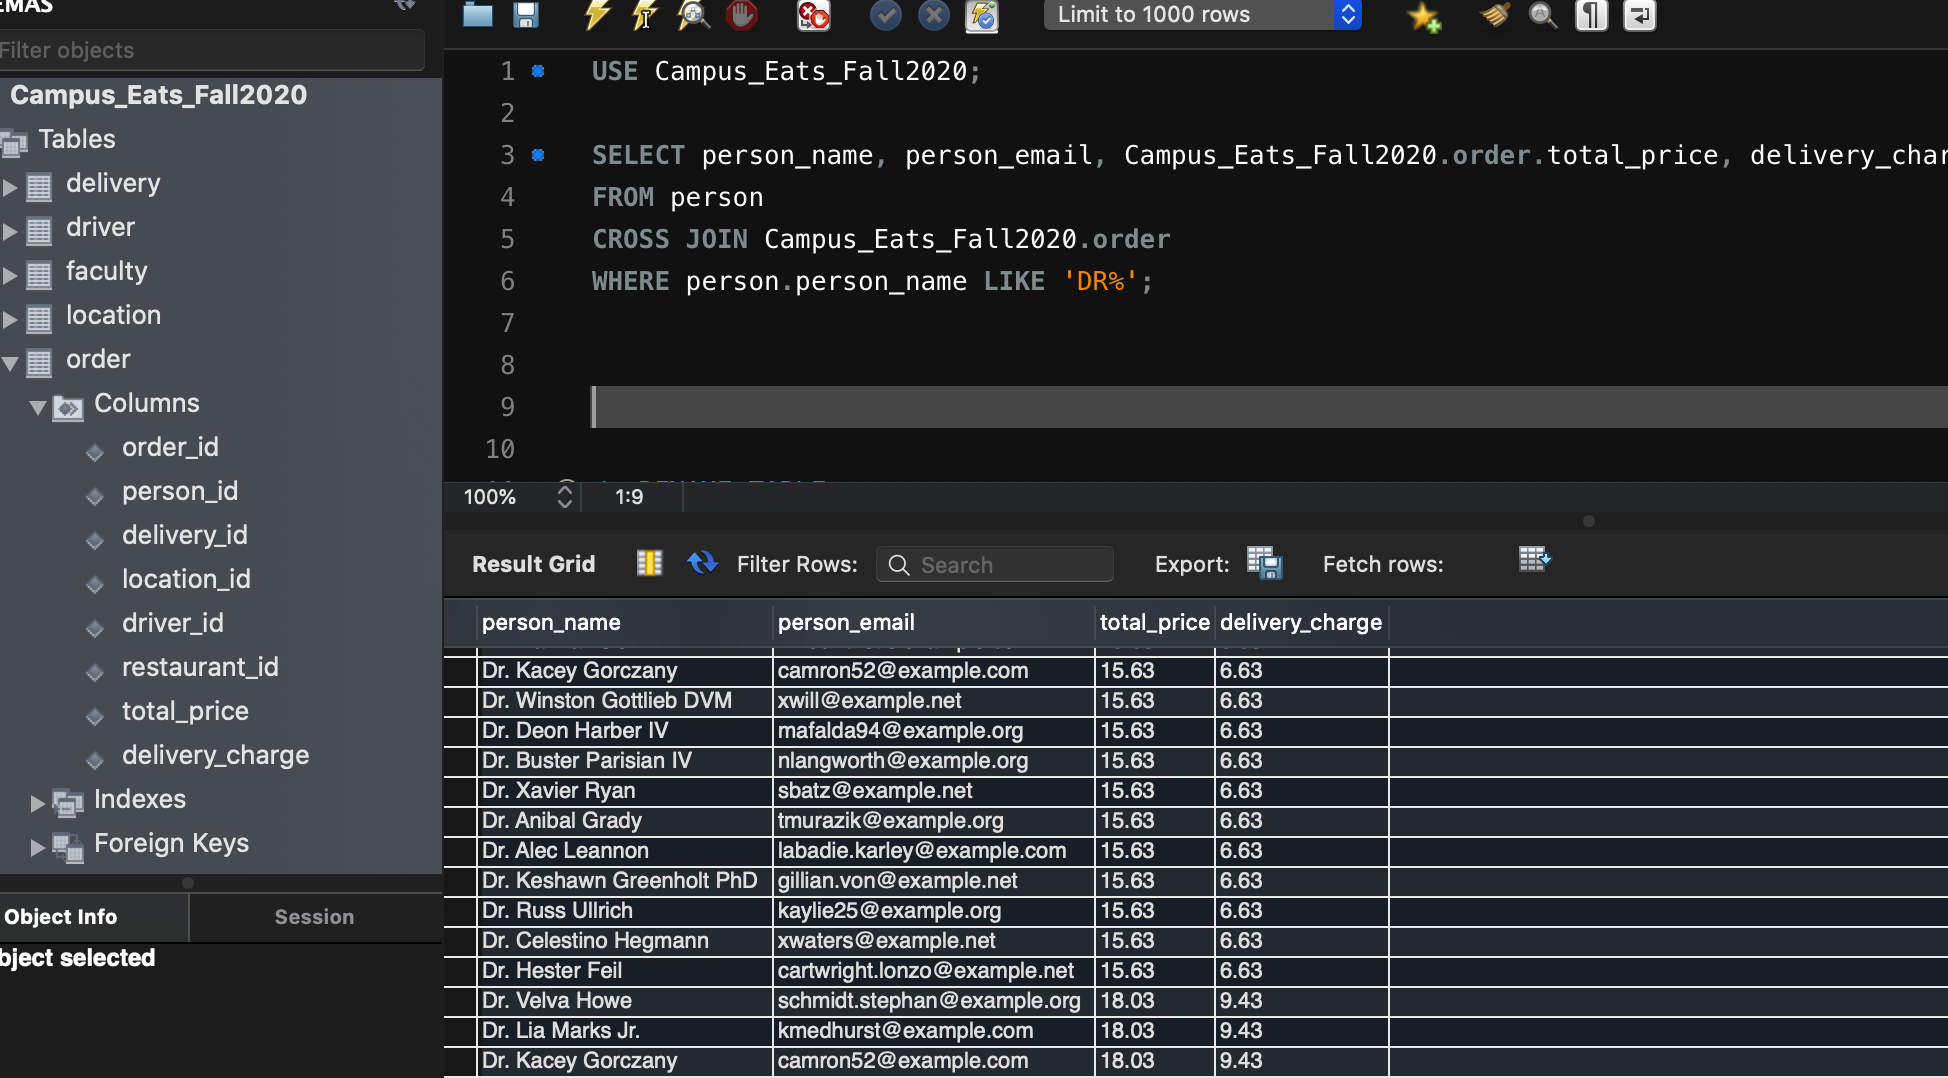 EMAS
Filter objects
Campus_Eats_Fall2020
Tables
delivery
driver
faculty
location
order
Columns
order_id
person_id
delivery_id
location_id
driver_id
restaurant_id
total_price
delivery_charge
Indexes
Foreign Keys
Object Info Session
bject selected
Limit to 1000 rows
1 USE Campus_Eats_Fall2020;
2
3 SELECT person_name, person_email, Campus_Eats_Fall2020.order.total_price, delivery_char
4 FROM person
5 CROSS JOIN Campus_Eats_Fall2020.order
6 WHERE person.person_name LIKE 'DR%';
7
8
9
10
100% 1:9
Result Grid Filter Rows: Search Export: Fetch rows:
person_name person_email total_price delivery_charge
Dr. Kacey Gorczany camron52@example.com 15.63 6.63
Dr. Winston Gottlieb DVM xwill@example.net 15.63 6.63
Dr. Deon Harber IV mafalda94@example.org 15.63 6.63
Dr. Buster Parisian IV nlangworth@example.org 15.63 6.63
Dr. Xavier Ryan sbatz@example.net 15.63 6.63
Dr. Anibal Grady tmurazik@example.org 15.63 6.63
Dr. Alec Leannon labadie.karley@example.com 15.63 6.63
Dr. Keshawn Greenholt PhD gillian.von@example.net 15.63 6.63
Dr. Russ Ullrich kaylie25@example.org 15.63 6.63
Dr. Celestino Hegmann xwaters@example.net 15.63 6.63
Dr. Hester Feil cartwright.lonzo@example.net 15.63 6.63
Dr. Velva Howe schmidt.stephan@example.org 18.03 9.43
Dr. Lia Marks Jr. kmedhurst@example.com 18.03 9.43
Dr. Kacey Gorczany camron52@example.com 18.03 9.43